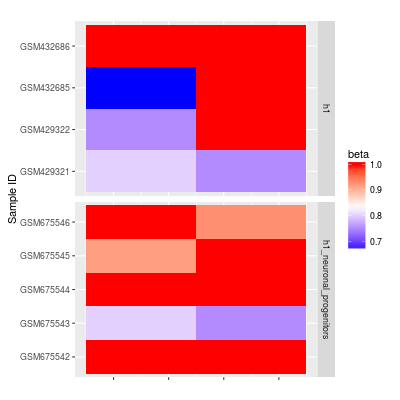 GSM432686
GSM432685
GSM429322
GSM429321
h1
GSM675546
GSM675545
GSM675544
GSM675543
GSM675542
h1_neuronal_progenitors
Sample ID
beta
1.0
0.9
0.8
0.7